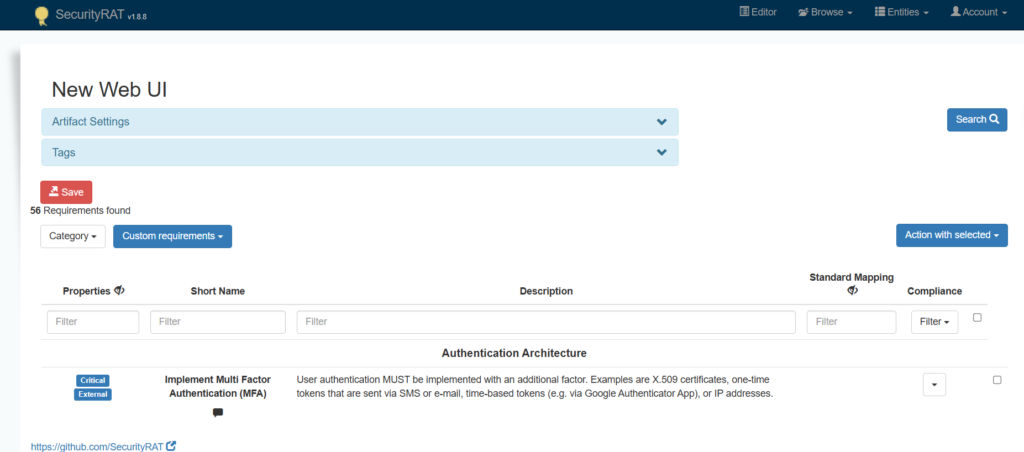 SecurityRAT v1.8.8
Editor Browse Entities Account
New Web UI
Artifact Settings
Search
Tags
Save
56 Requirements found
Category
Custom requirements
Action with selected
Properties Short Name Description Standard Mapping Compliance
Filter Filter Filter Filter Filter
Authentication Architecture
Critical
External
Implement Multi Factor
Authentication (MFA)
User authentication MUST be implemented with an additional factor. Examples are X.509 certificates, one-time
tokens that are sent via SMS or e-mail, time-based tokens (e.g. via Google Authenticator App), or IP addresses.
https://github.com/SecurityRAT